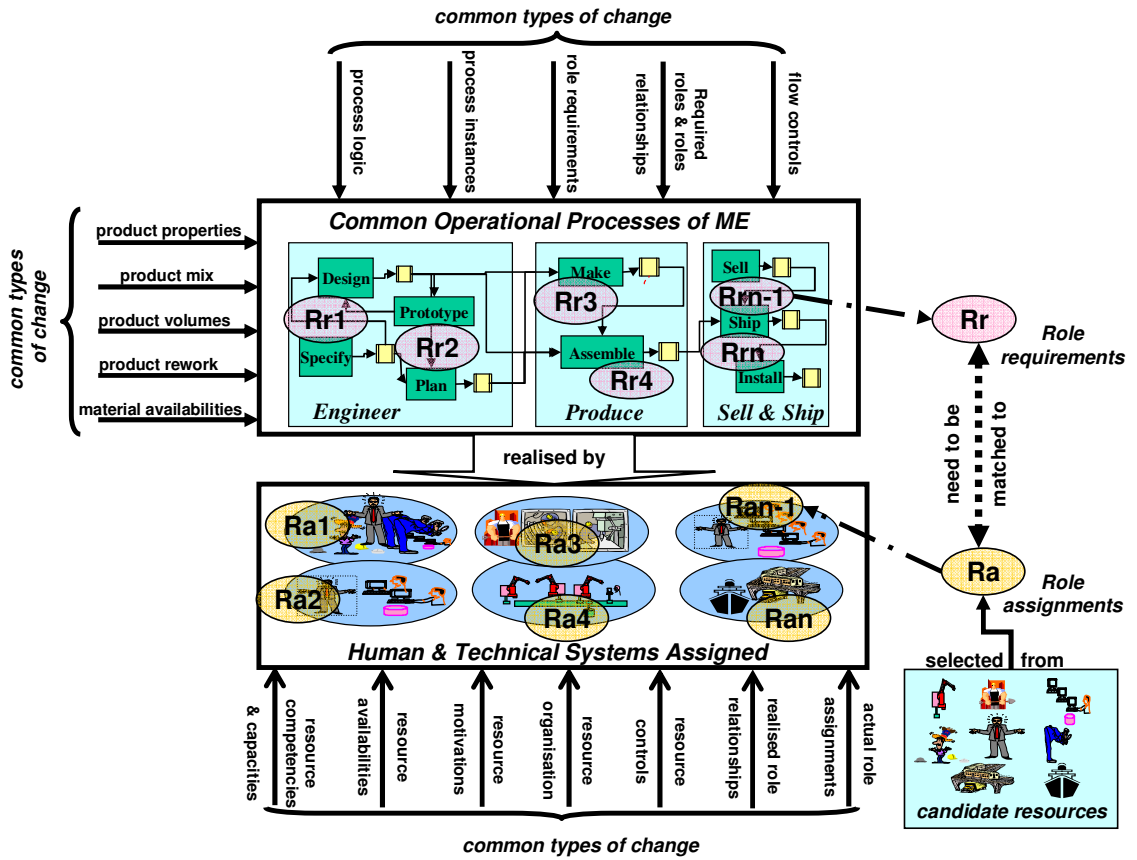 common types of change
process logic
process instances
role requirements
Required
roles & roles
relationships
flow controls
common types
of change
product properties
product mix
product volumes
product rework
material availabilities
Common Operational Processes of ME
Design
Rr1
Prototype
Specify
Rr2
Plan
Engineer
Make
Rr3
Assemble
Rr4
Produce
Sell
Rrn-1
Ship
Rrn
Install
Sell & Ship
Rr
Role
requirements
need to be
matched to
realised by
Ra1
Ra2
Ra3
Ra4
Ran-1
Ran
Human & Technical Systems Assigned
Ra
Role
assignments
selected from
candidate resources
resource
competencies
& capacities
resource
availabilities
resource
motivations
resource
organisation
resource
controls
realised role
relationships
actual role
assignments
common types of change